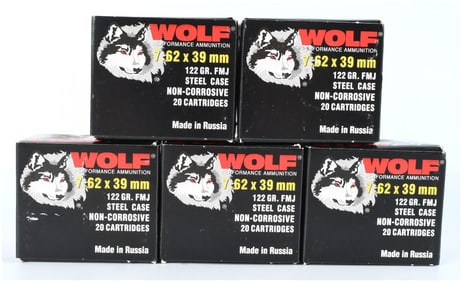 WOLF
PERFORMANCE AMMUNITION
7.62 x 39 mm
122 GR. FMJ
STEEL CASE
NON-CORROSIVE
20 CARTRIDGES
Made in Russia
WOLF
FORMANCE AMMUNITION
7.62 x 39 mm
122 GR. FMJ
STEEL CASE
NON-CORROSIVE
20 CARTRIDGES
Made in Russia
WOLF
FORMANCE AMMUNITION
7.62 x 39 mm
122 GR. FMJ
STEEL CASE
NON-CORROSIVE
20 CARTRIDGES
Made in Russia
WOLF
FORMANCE AMMUNITION
7.62 x 39 mm
122 GR. FMJ
STEEL CASE
NON-CORROSIVE
20 CARTRIDGES
Made in Russia
WOLF
FORMANCE AMMUNITION
7.62 x 39 mm
122 GR. FMJ
STEEL CASE
NON-CORROSIVE
20 CARTRIDGES
Made in Russia